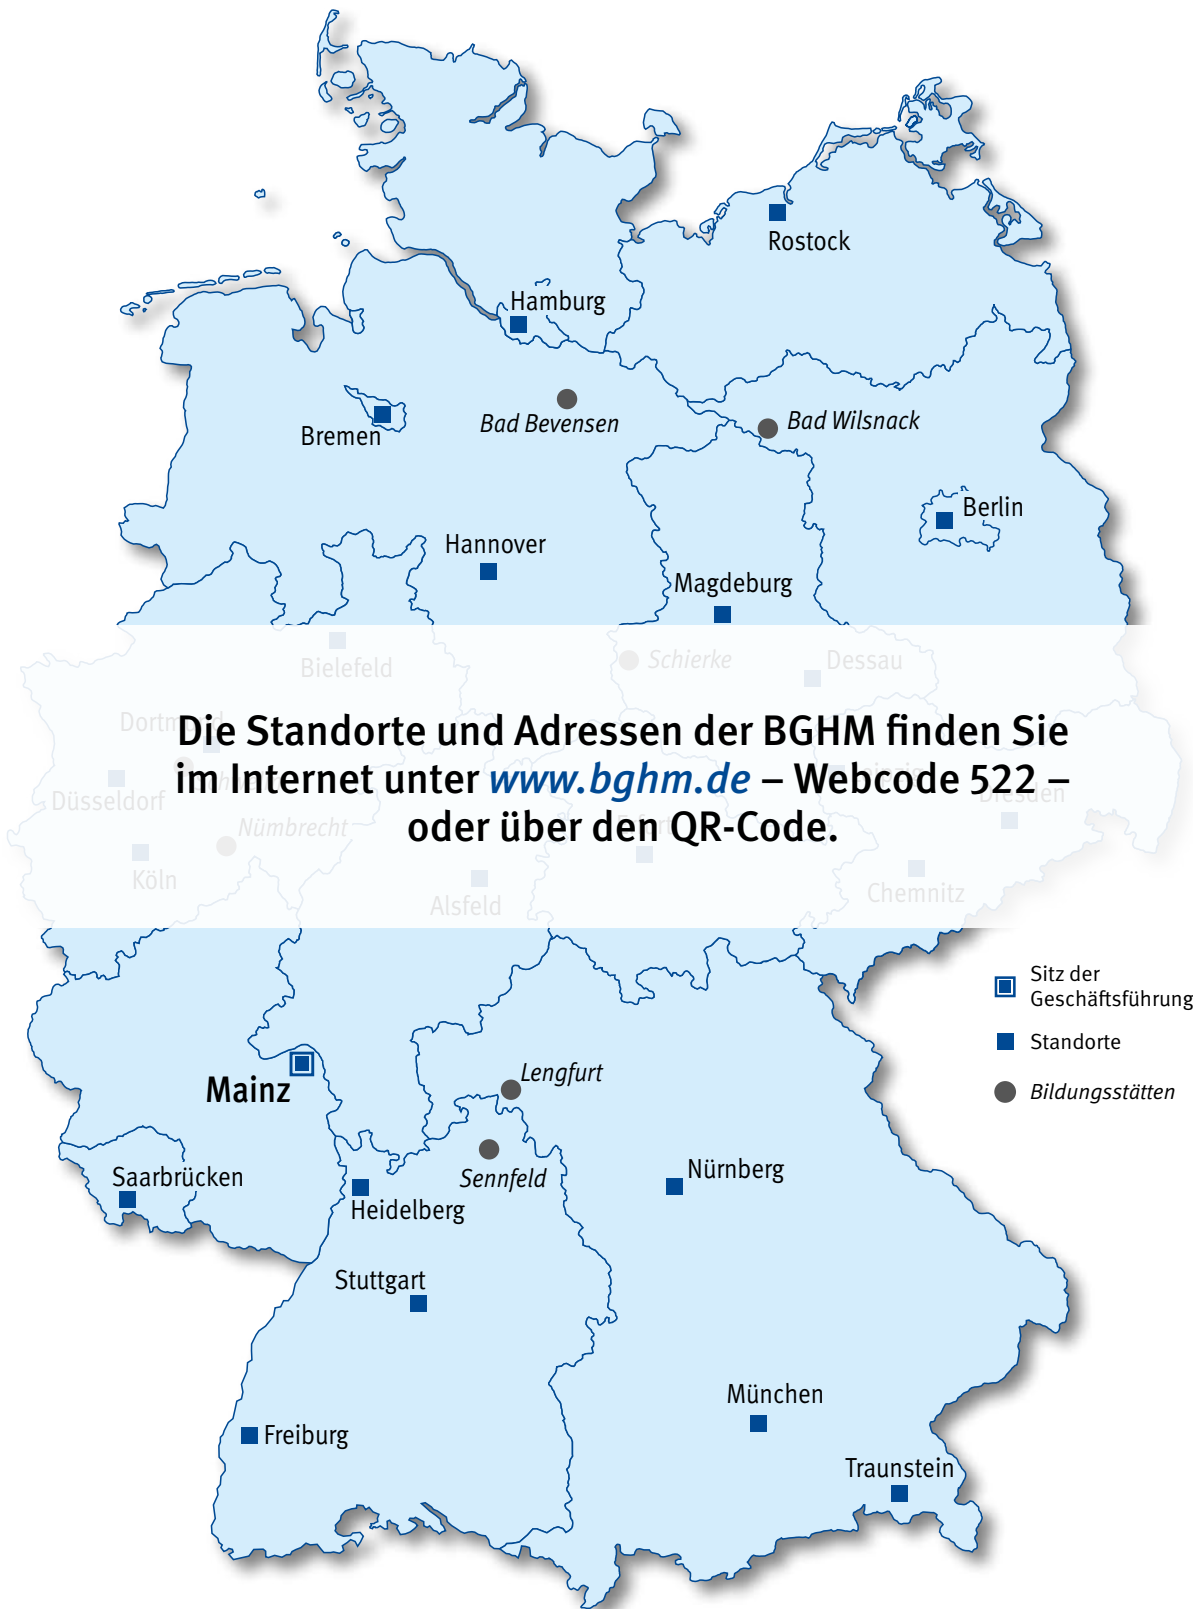 Rostock
Hamburg
Bad Bevensen
Bad Wilsnack
Bremen
Berlin
Hannover
Magdeburg
Schierke
Dessau
Bielefeld
Die Standorte und Adressen der BGHM finden Sie
im Internet unter www.bghm.de – Webcode 522 –
oder über den QR-Code.
Düsseldorf
Dresden
Nümbrecht
Köln
Alsfeld
Chemnitz
Sitz der
Geschäftsführung
Standorte
Bildungsstätten
Mainz
Lengfurt
Sennfeld
Saarbrücken
Heidelberg
Nürnberg
Stuttgart
München
Freiburg
Traunstein